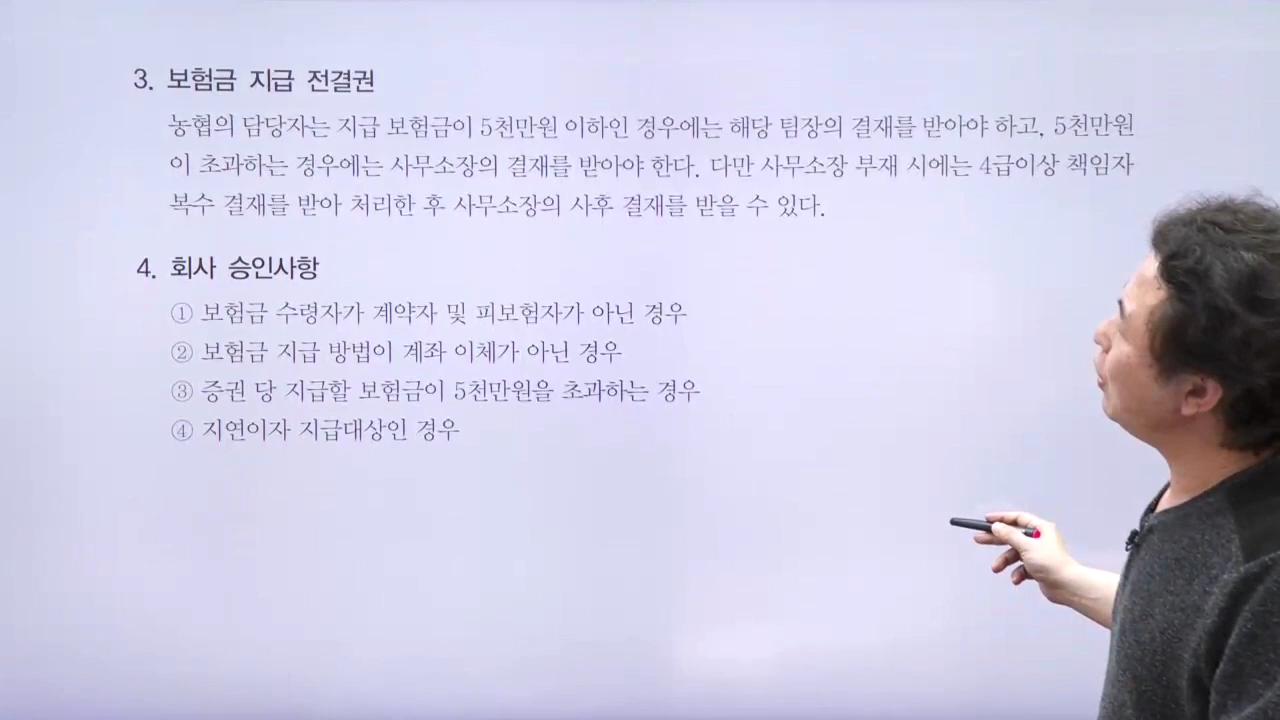 3. 보험금 지급 전결권
농협의 담당자는 지급 보험금이 5천만원 이하인 경우에는 해당 팀장의 결재를 받아야 하고, 5천만원
이 초과하는 경우에는 사무소장의 결재를 받아야 한다. 다만 사무소장 부재 시에는 4급이상 책임자
복수 결재를 받아 처리한 후 사무소장의 사후 결재를 받을 수 있다.
4. 회사 승인사항
① 보험금 수령자가 계약자 및 피보험자가 아닌 경우
② 보험금 지급 방법이 계좌 이체가 아닌 경우
③ 증권 당 지급할 보험금이 5천만원을 초과하는 경우
④ 지연이자 지급대상인 경우